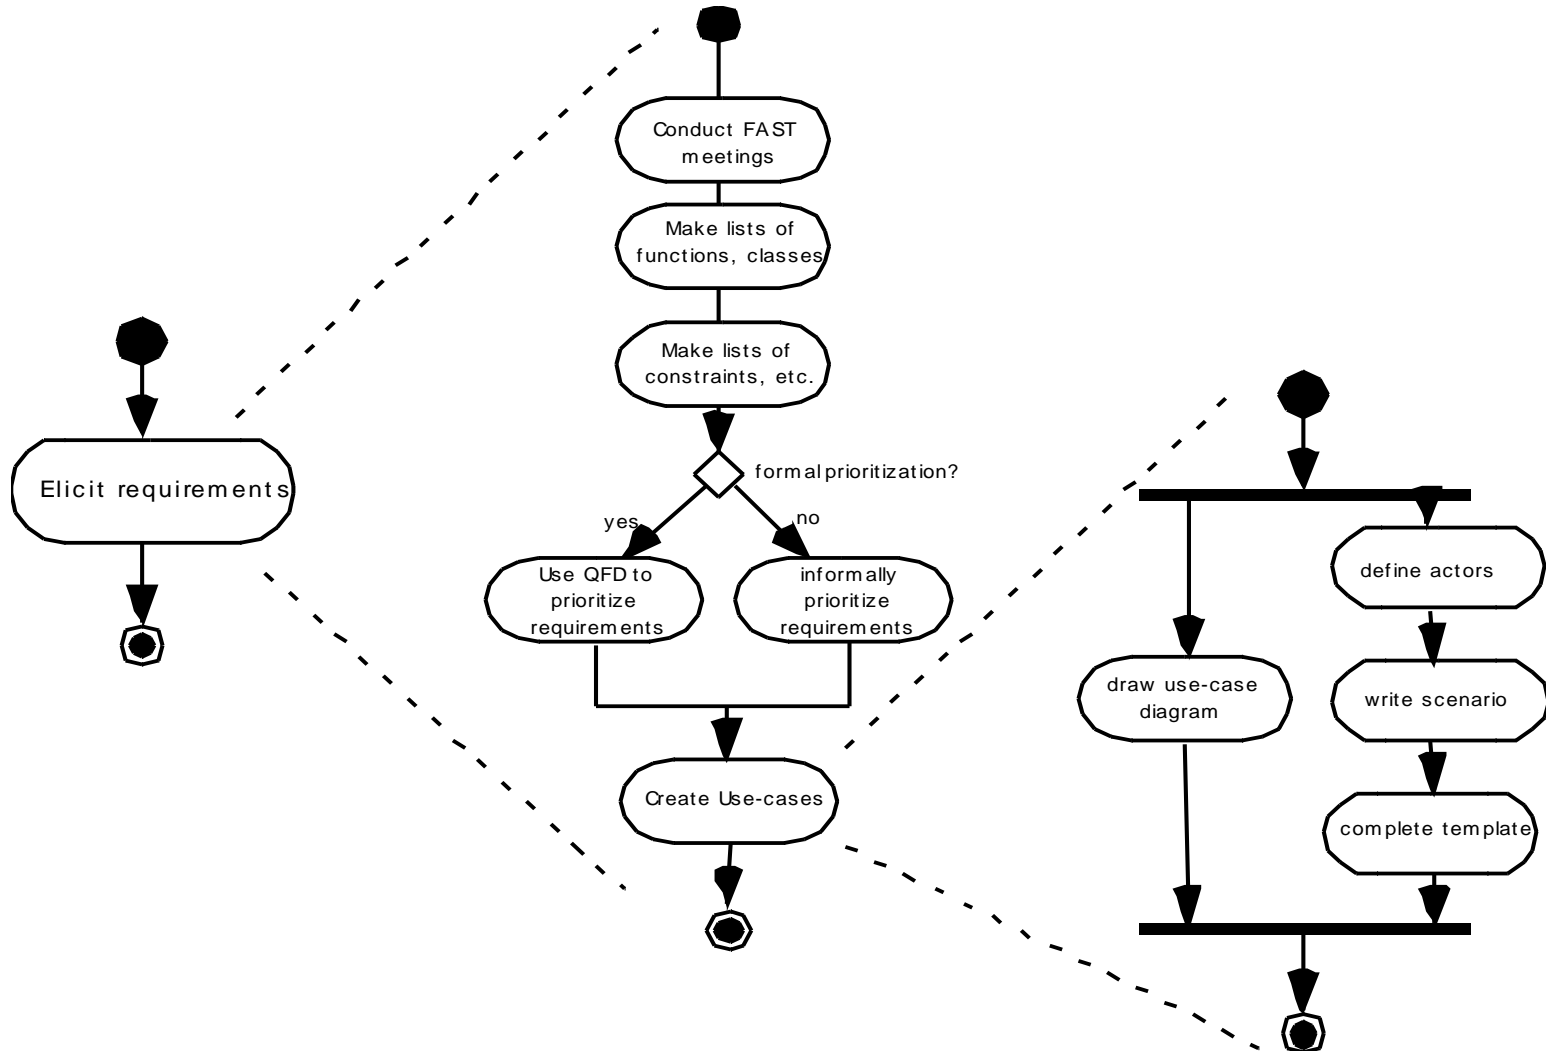 Conduct FAST
meetings
Make lists of
functions, classes
Make lists of
constraints, etc.
formal prioritization?
yes
no
Elicit requirements
Use QFD to
prioritize
requirements
informally
prioritize
requirements
Create Use-cases
define actors
draw use-case
diagram
write scenario
complete template